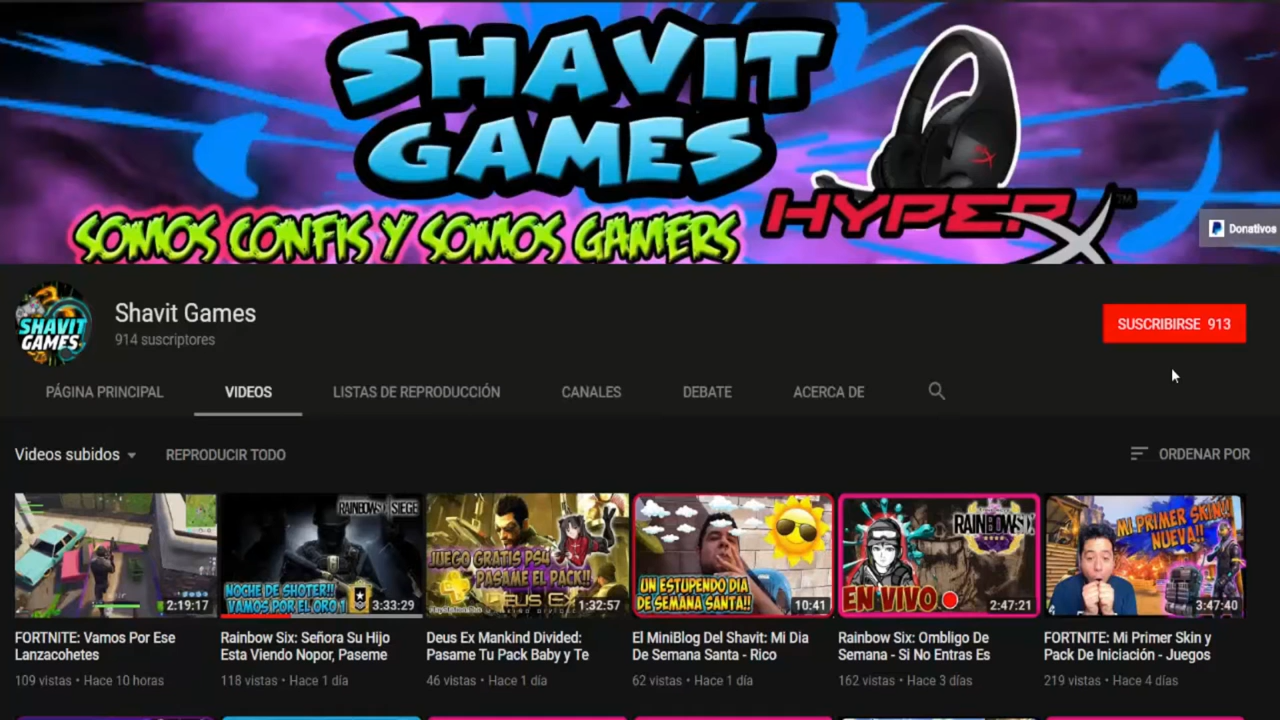 SHAVIT
GAMES
SOMOS CONFIS Y SOMOS GAMERS
HYPERX
TM
Donativos
SHAVIT
GAMES
Shavit Games
914 suscriptores
SUSCRIBIRSE 913
PÁGINA PRINCIPAL
VIDEOS
LISTAS DE REPRODUCCIÓN
CANALES
DEBATE
ACERCA DE
Videos subidos
REPRODUCIR TODO
ORDENAR POR
2:19:17
RAINBOW SIX SIEGE
NOCHE DE SHOTER!!
VAMOS POR EL ORO 1
3:33:29
JUEGO GRATIS PS4
PASAME EL PACK!!
DEUS EX
1:32:57
UN ESTUPENDO DIA
DE SEMANA SANTA!!
10:41
RAINBOW SIX
EN VIVO
2:47:21
MI PRIMER SKIN!!
NUEVA!!
3:47:40
FORTNITE: Vamos Por Ese
Lanzacohetes
109 vistas • Hace 10 horas
Rainbow Six: Señora Su Hijo
Esta Viendo Nopor, Paseme
118 vistas • Hace 1 día
Deus Ex Mankind Divided:
Pasame Tu Pack Baby y Te
46 vistas • Hace 1 día
El MiniBlog Del Shavit: Mi Dia
De Semana Santa - Rico
62 vistas • Hace 1 día
Rainbow Six: Ombligo De
Semana - Si No Entras Es
162 vistas • Hace 3 días
FORTNITE: Mi Primer Skin y
Pack De Iniciación - Juegos
219 vistas • Hace 4 días